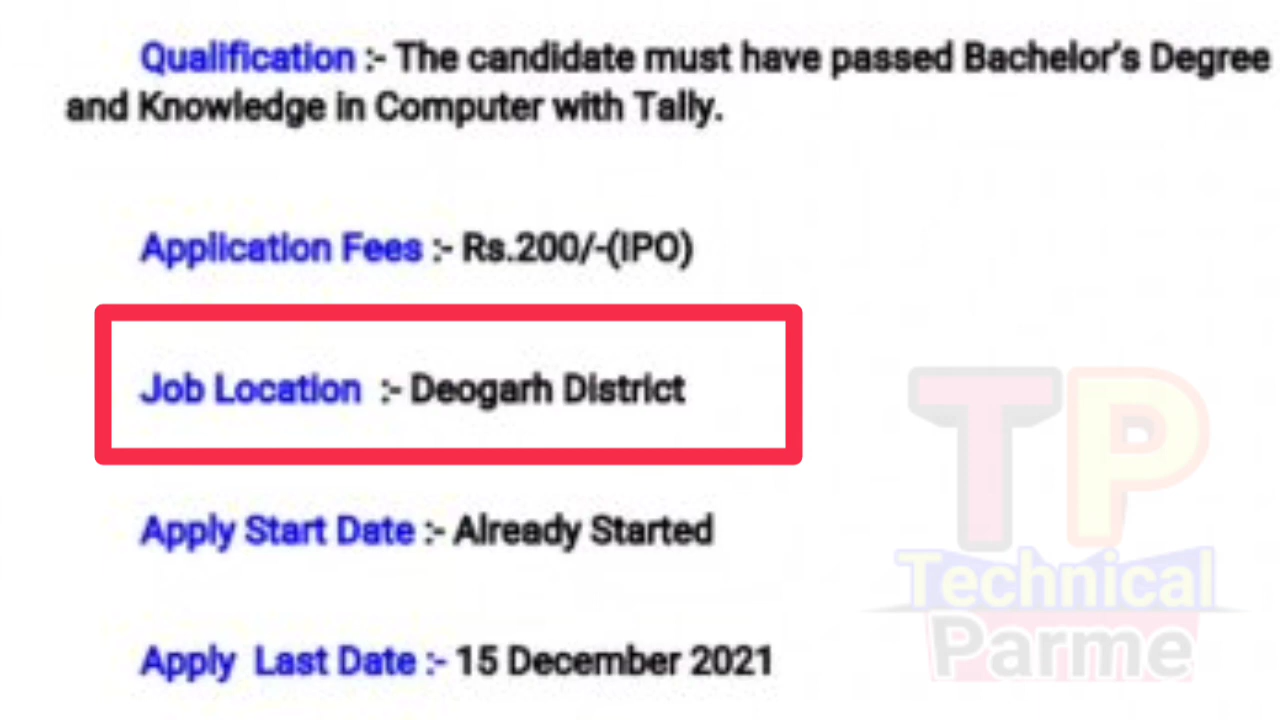 Qualification :- The candidate must have passed Bachelor's Degree
and Knowledge in Computer with Tally.
Application Fees :- Rs.200/-(IPO)
Job Location :- Deogarh District
Apply Start Date :- Already Started
Apply Last Date :- 15 December 2021
TP
Technical
Parme